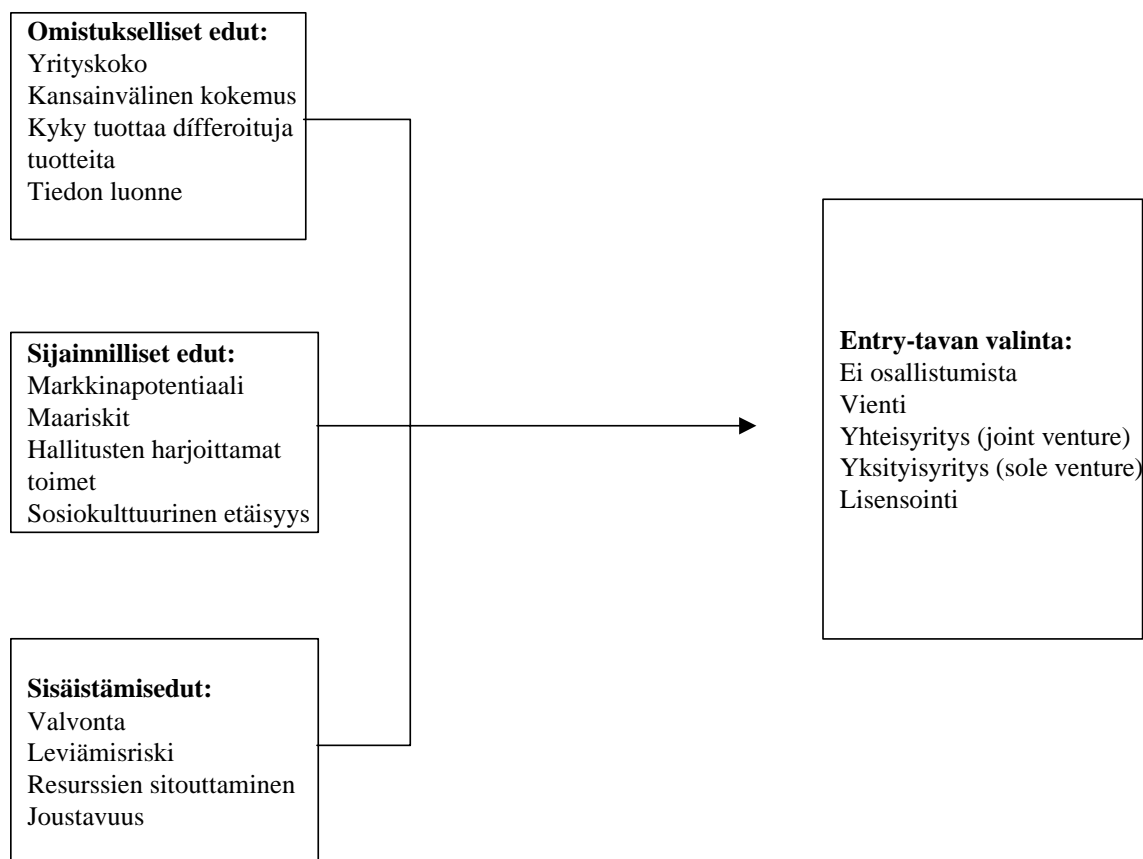 Omistukselliset edut:
Yrityskoko
Kansainvälinen kokemus
Kyky tuottaa dífferoituja
tuotteita
Tiedon luonne
Sijainnilliset edut:
Markkinapotentiaali
Maariskit
Hallitusten harjoittamat
toimet
Sosiokulttuurinen etäisyys
Sisäistämisedut:
Valvonta
Leviämisriski
Resurssien sitouttaminen
Joustavuus
Entry-tavan valinta:
Ei osallistumista
Vienti
Yhteisyritys (joint venture)
Yksityisyritys (sole venture)
Lisensointi